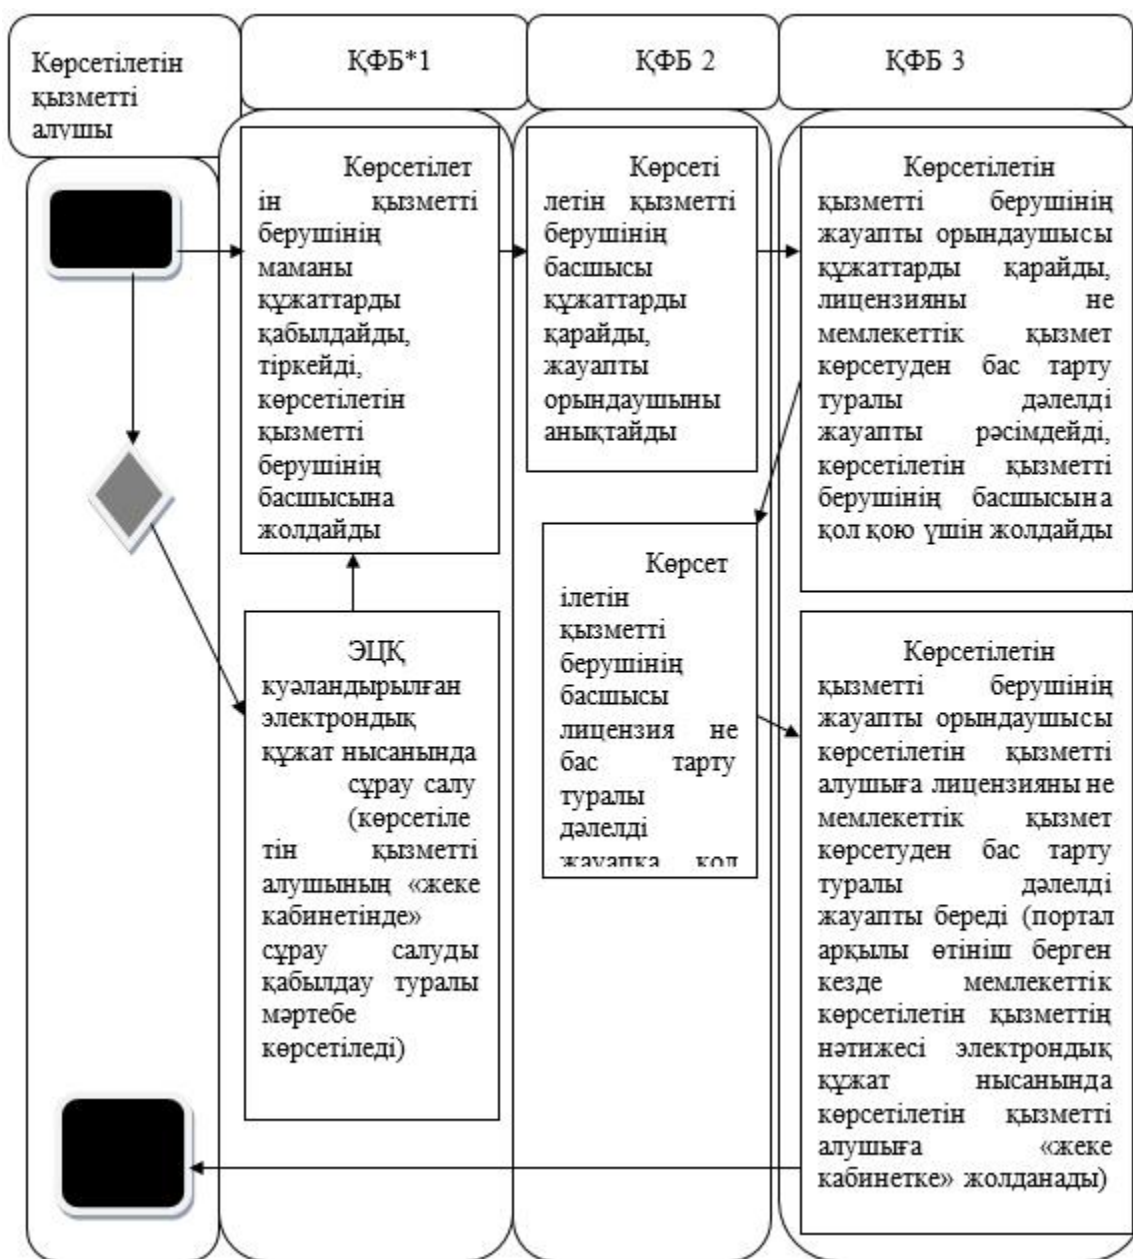 Көрсетілетін
қызметті
алушы
ҚФБ*1
ҚФБ 2
ҚФБ 3
Көрсетілет
ін қызметті
берушінің
маманы
құжаттарды
қабылдайды,
тіркейді,
көрсетілетін
қызметті
берушінің
басшысына
жолдайды
ЭЦҚ
куәландырылған
электрондық
құжат нысанында
сұрау салу
(көрсетіле
тін қызметті
алушының «жеке
кабинетінде»
сұрау салуды
қабылдау туралы
мәртебе
көрсетіледі)
Көрсеті
летін қызметті
берушінің
басшысы
құжаттарды
қарайды,
жауапты
орындаушыны
анықтайды
Көрсет
ілетін
қызметті
берушінің
басшысы
лицензия не
бас тарту
туралы
дәлелді
жауапқа қол
Көрсетілетін
қызметті берушінің
жауапты орындаушысы
құжаттарды қарайды,
лицензияны не
мемлекеттік қызмет
көрсетуден бас тарту
туралы дәлелді
жауапты рәсімдейді,
көрсетілетін қызметті
берушінің басшысына
қол қою үшін жолдайды
Көрсетілетін
қызметті берушінің
жауапты орындаушысы
көрсетілетін қызметті
алушыға лицензияны не
мемлекеттік қызмет
көрсетуден бас тарту
туралы дәлелді
жауапты береді (портал
арқылы өтініш берген
кезде мемлекеттік
көрсетілетін қызметтің
нәтижесі электрондық
құжат нысанында
көрсетілетін қызметті
алушыға «жеке
кабинетке» жолданады)